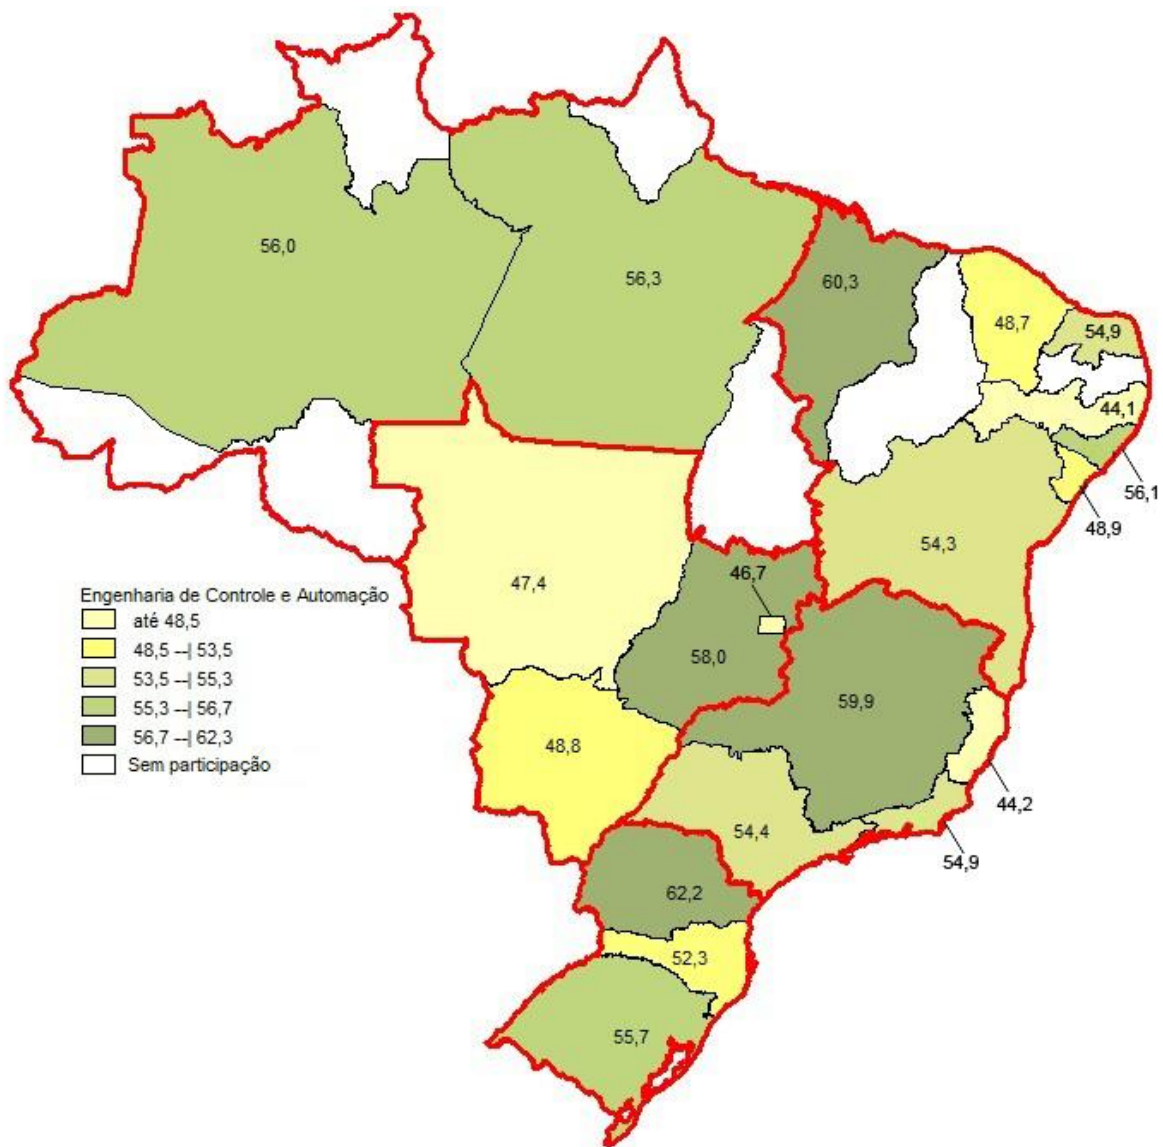 56,0
56,3
60,3
48,7
54,9
44,1
56,1
48,9
54,3
47,4
46,7
58,0
59,9
48,8
44,2
54,4
54,9
62,2
52,3
55,7
Engenharia de Controle e Automação
até 48,5
48,5 --| 53,5
53,5 --| 55,3
55,3 --| 56,7
56,7 --| 62,3
Sem participação